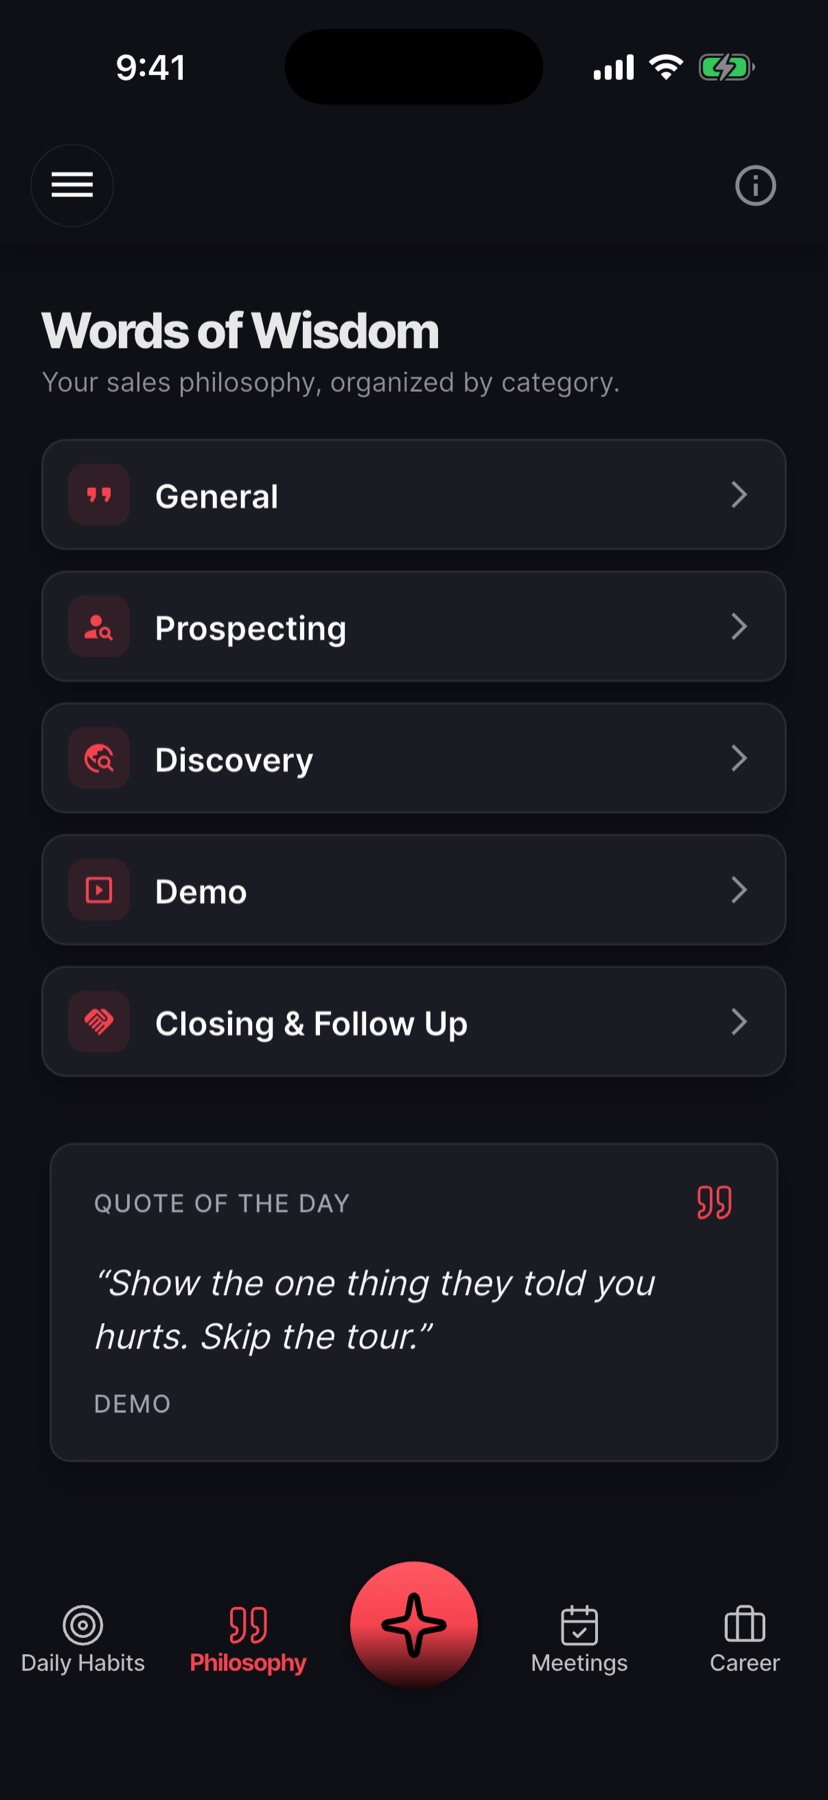 9:41
Words of Wisdom
Your sales philosophy, organized by category.
General
Prospecting
Discovery
Demo
Closing & Follow Up
QUOTE OF THE DAY
“Show the one thing they told you
hurts. Skip the tour.”
DEMO
Daily Habits
Philosophy
Meetings
Career